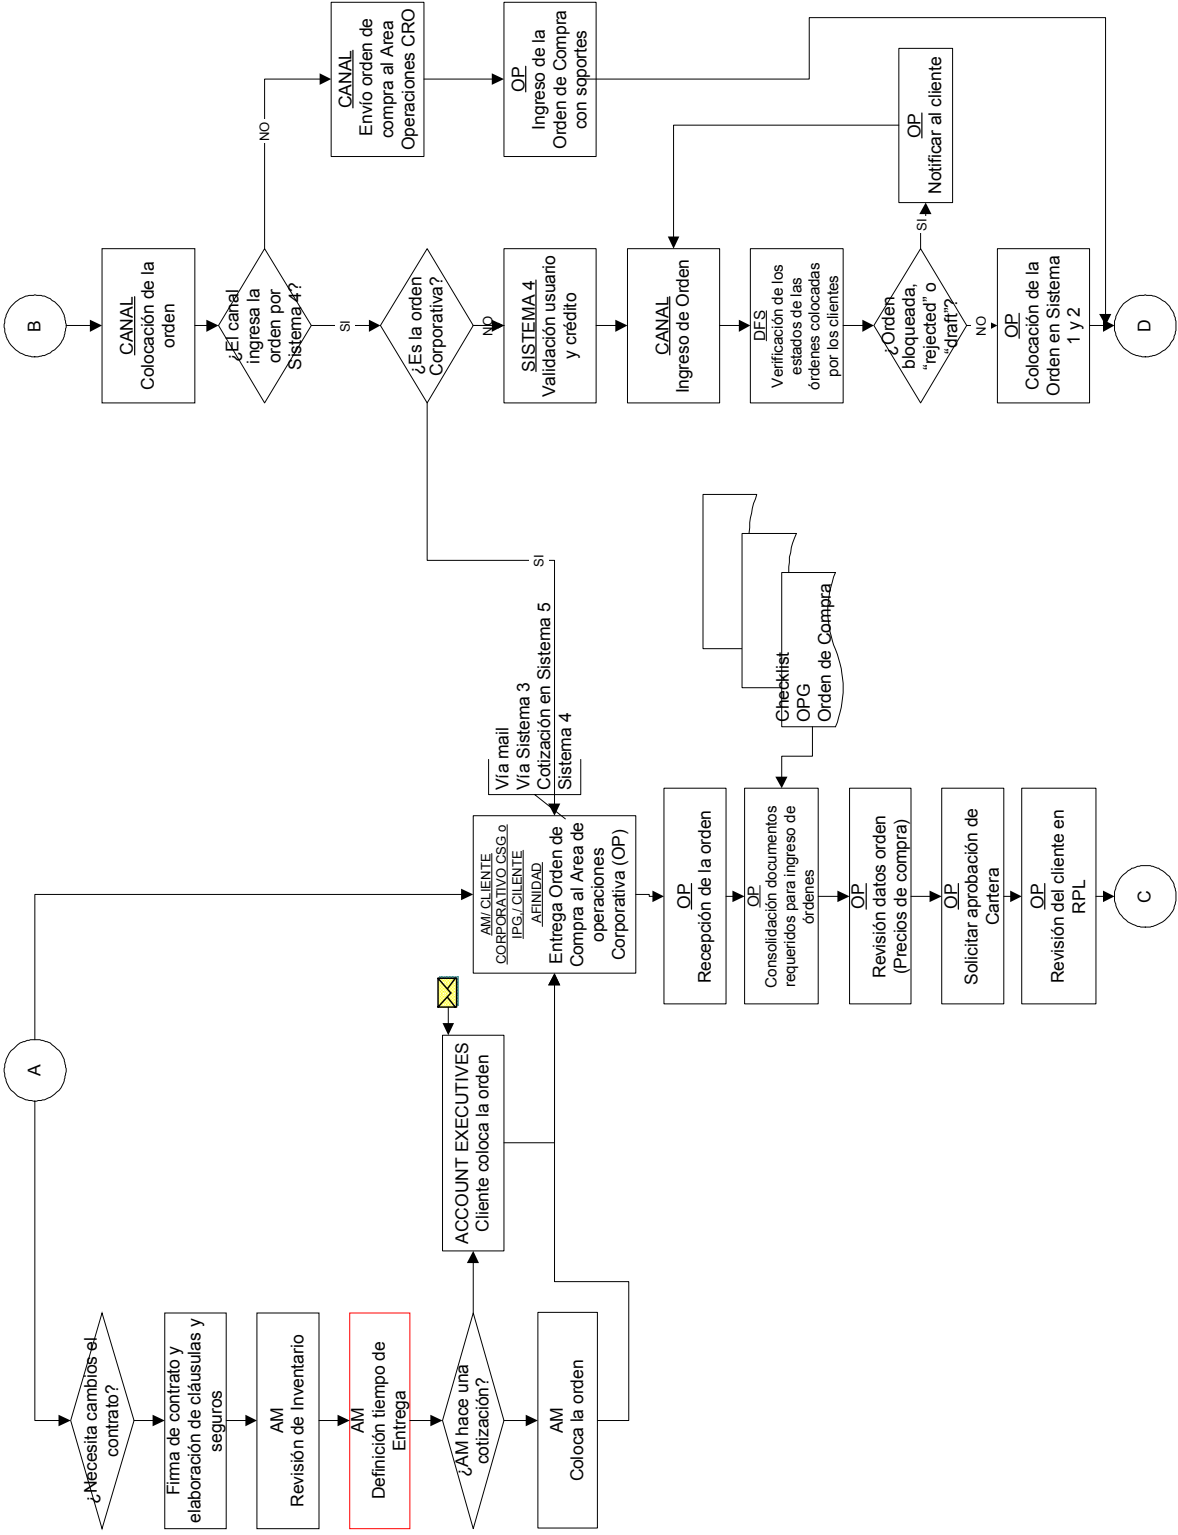 A
¿Necesita cambios el
contrato?
Firma de contrato y
elaboración de cláusulas y
seguros
AM
Revisión de Inventario
AM
Definición tiempo de
Entrega
¿AM hace una
cotización?
AM
Coloca la orden
ACCOUNT EXECUTIVES
Cliente coloca la orden
AM/ CLIENTE
CORPORATIVO CSG o
IPG,/ CILENTE
AFINIDAD
Entrega Orden de
Compra al Area de
operaciones
Corporativa (OP)
Vía mail
Vía Sistema 3
Cotización en Sistema 5
Sistema 4
OP
Recepción de la orden
OP
Consolidación documentos
requeridos para ingreso de
órdenes
Checklist
OPG
Orden de Compra
OP
Revisión datos orden
(Precios de compra)
OP
Solicitar aprobación de
Cartera
OP
Revisión del cliente en
RPL
C
B
CANAL
Colocación de la
orden
¿El canal
ingresa la
orden por
Sistema 4?
NO
SI
CANAL
Envío orden de
compra al Area
Operaciones CRO
OP
Ingreso de la
Orden de Compra
con soportes
¿Es la orden
Corporativa?
SI
NO
SISTEMA 4
Validación usuario
y crédito
CANAL
Ingreso de Orden
DFS
Verificación de los
estados de las
órdenes colocadas
por los clientes
¿Orden
bloqueada,
“rejected” o
“draft”?
SI
NO
OP
Notificar al cliente
OP
Colocación de la
Orden en Sistema
1 y 2
D